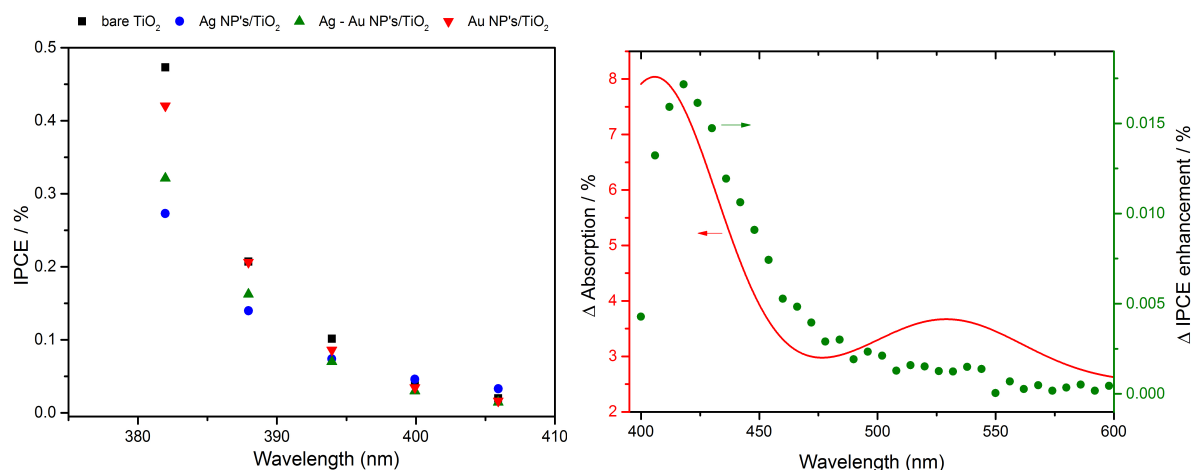 bare TiO₂ Ag NP's/TiO₂ Ag - Au NP's/TiO₂ Au NP's/TiO₂
0.5
0.4
0.3
0.2
0.1
0.0
IPCE / %
380 390 400 410
Wavelength (nm)
8
7
6
5
4
3
2
Δ Absorption / %
0.015
0.010
0.005
0.000
Δ IPCE enhancement / %
400 450 500 550 600
Wavelength (nm)